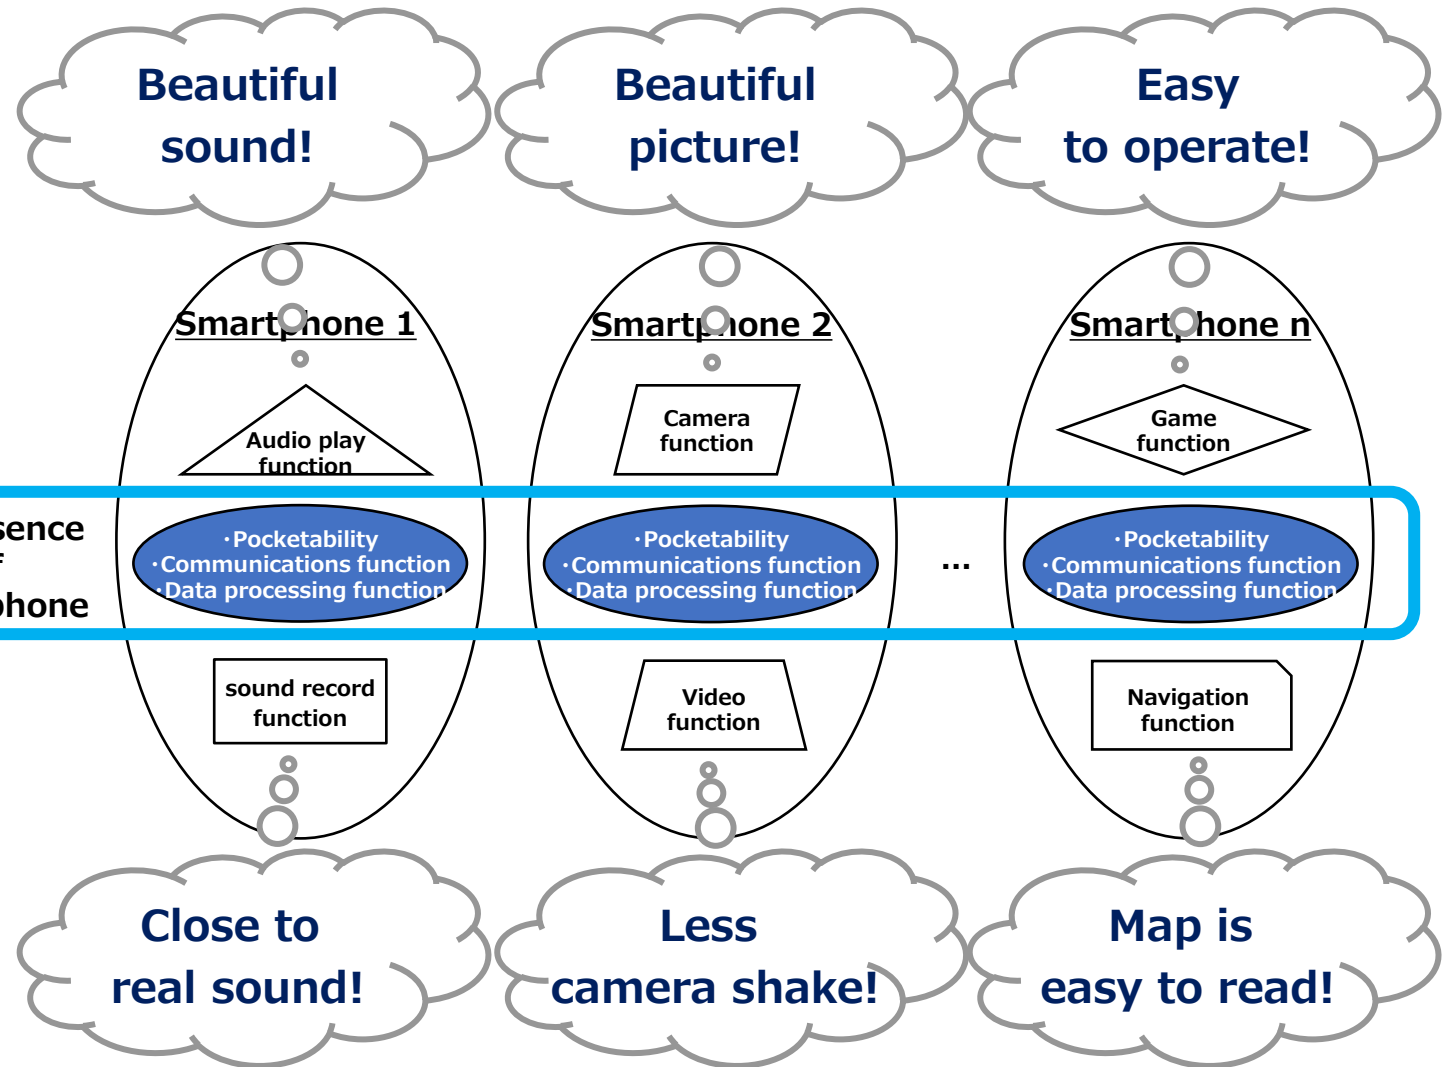 Beautiful
sound!
Beautiful
picture!
Easy
to operate!
Smartphone 1
Smartphone 2
Smartphone n
Audio play
function
Camera
function
Game
function
・Pocketability
・Communications function
・Data processing function
・Pocketability
・Communications function
・Data processing function
...
・Pocketability
・Communications function
・Data processing function
sound record
function
Video
function
Navigation
function
Close to
real sound!
Less
camera shake!
Map is
easy to read!